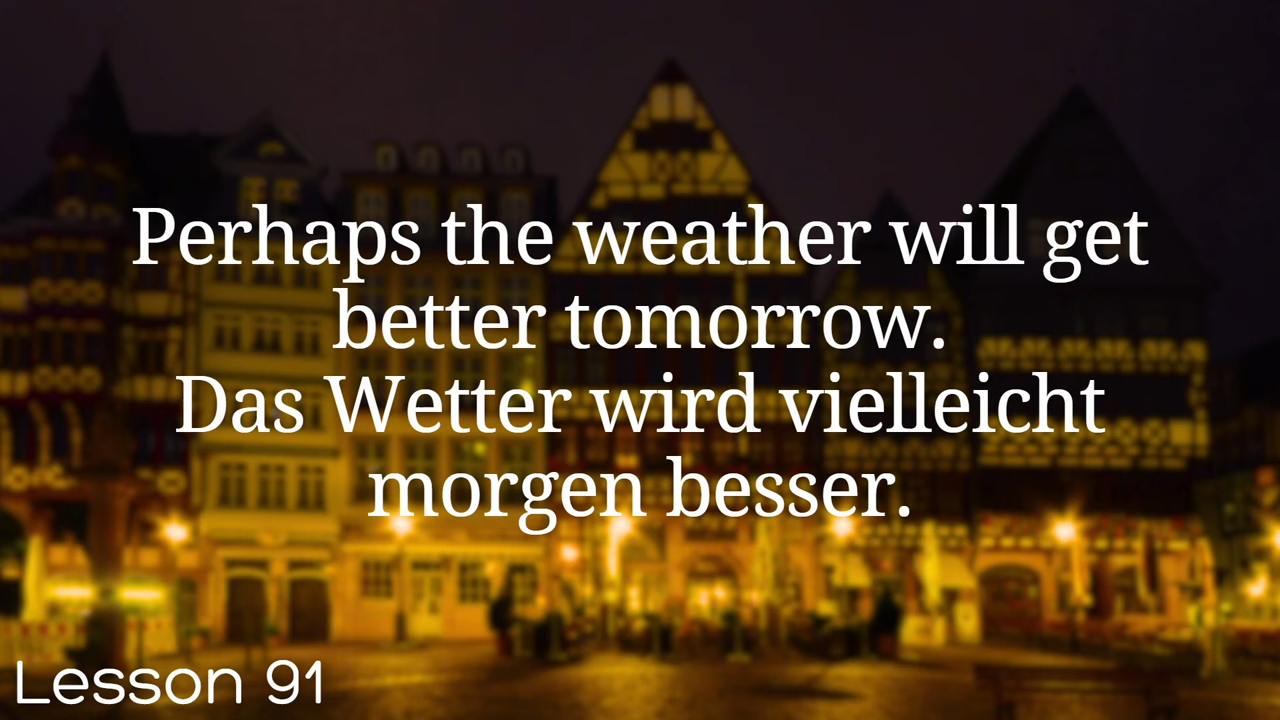 Perhaps the weather will get
better tomorrow.
Das Wetter wird vielleicht
morgen besser.
Lesson 91